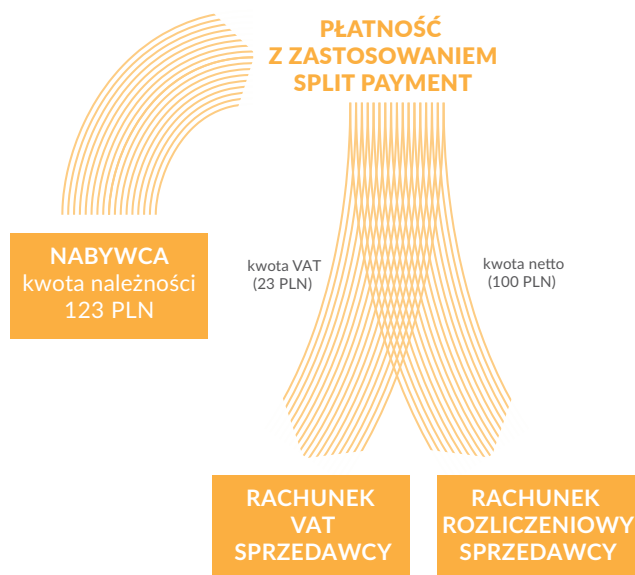 PŁATNOŚĆ
Z ZASTOSOWANIEM
SPLIT PAYMENT
NABYWCA
kwota należności
123 PLN
kwota VAT
(23 PLN)
kwota netto
(100 PLN)
RACHUNEK
VAT
SPRZEDAWCY
RACHUNEK
ROZLICZENIOWY
SPRZEDAWCY